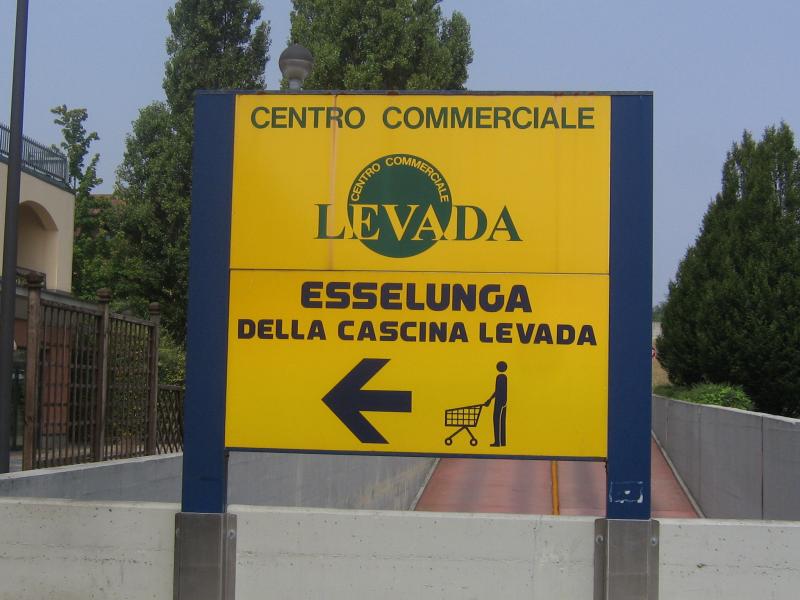 CENTRO COMMERCIALE
CENTRO COMMERCIALE
LEVADA
ESSELUNGA
DELLA CASCINA LEVADA